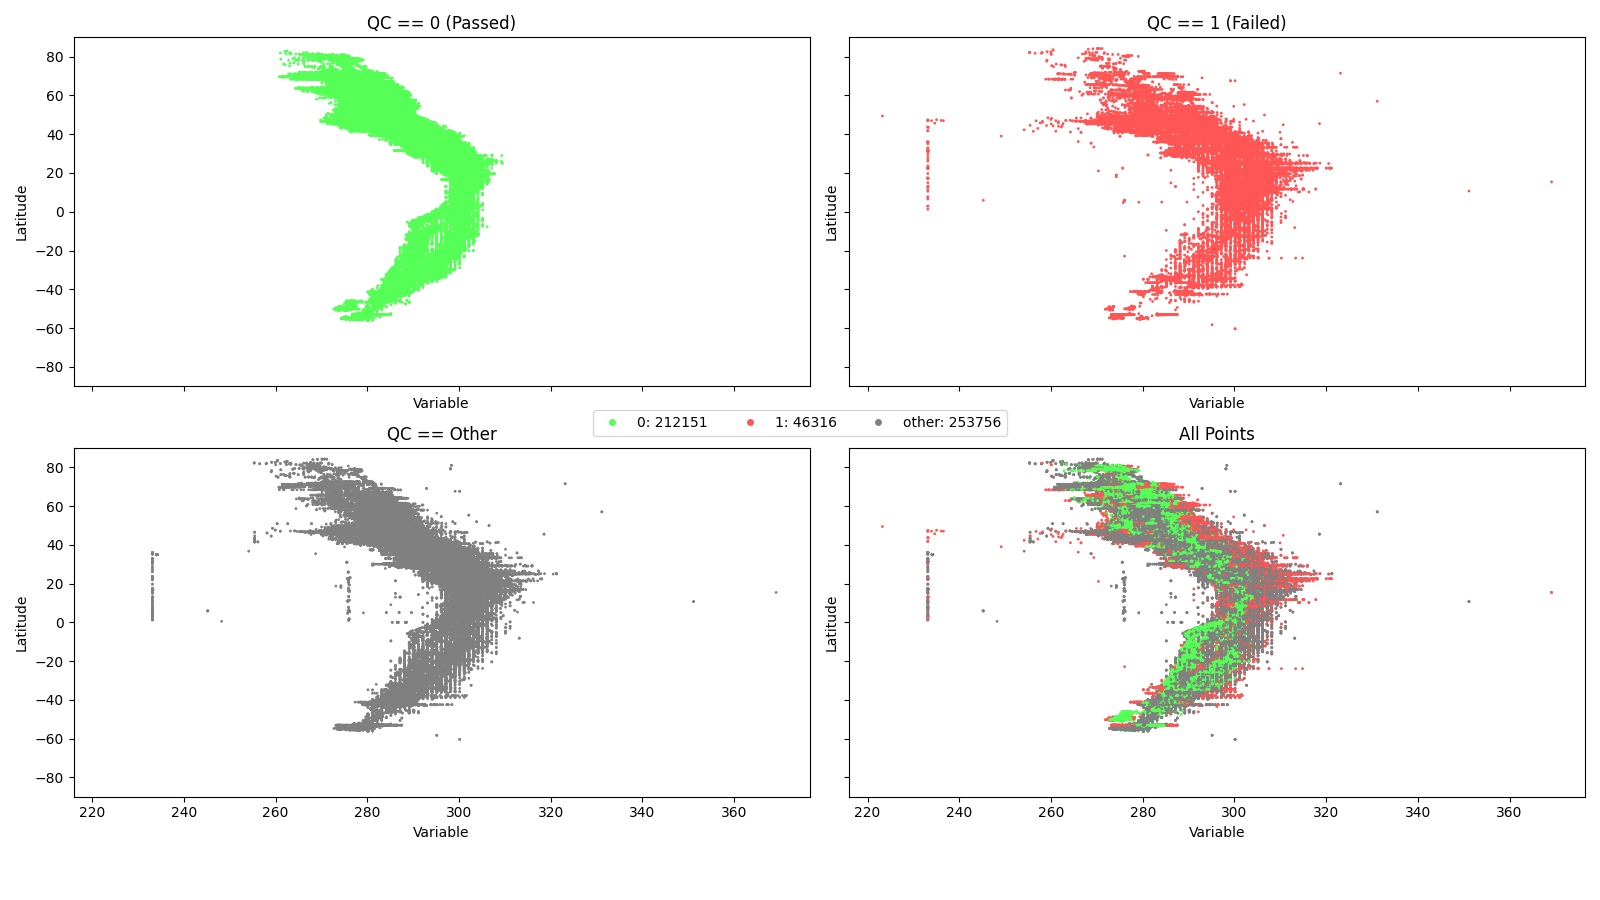 QC == 0 (Passed)
QC == 1 (Failed)
80
60
40
20
0
−20
−40
−60
−80
Latitude
Latitude
Variable
Variable
0: 212151 1: 46316 other: 253756
QC == Other
All Points
80
60
40
20
0
−20
−40
−60
−80
Latitude
Latitude
220 240 260 280 300 320 340 360
220 240 260 280 300 320 340 360
Variable
Variable